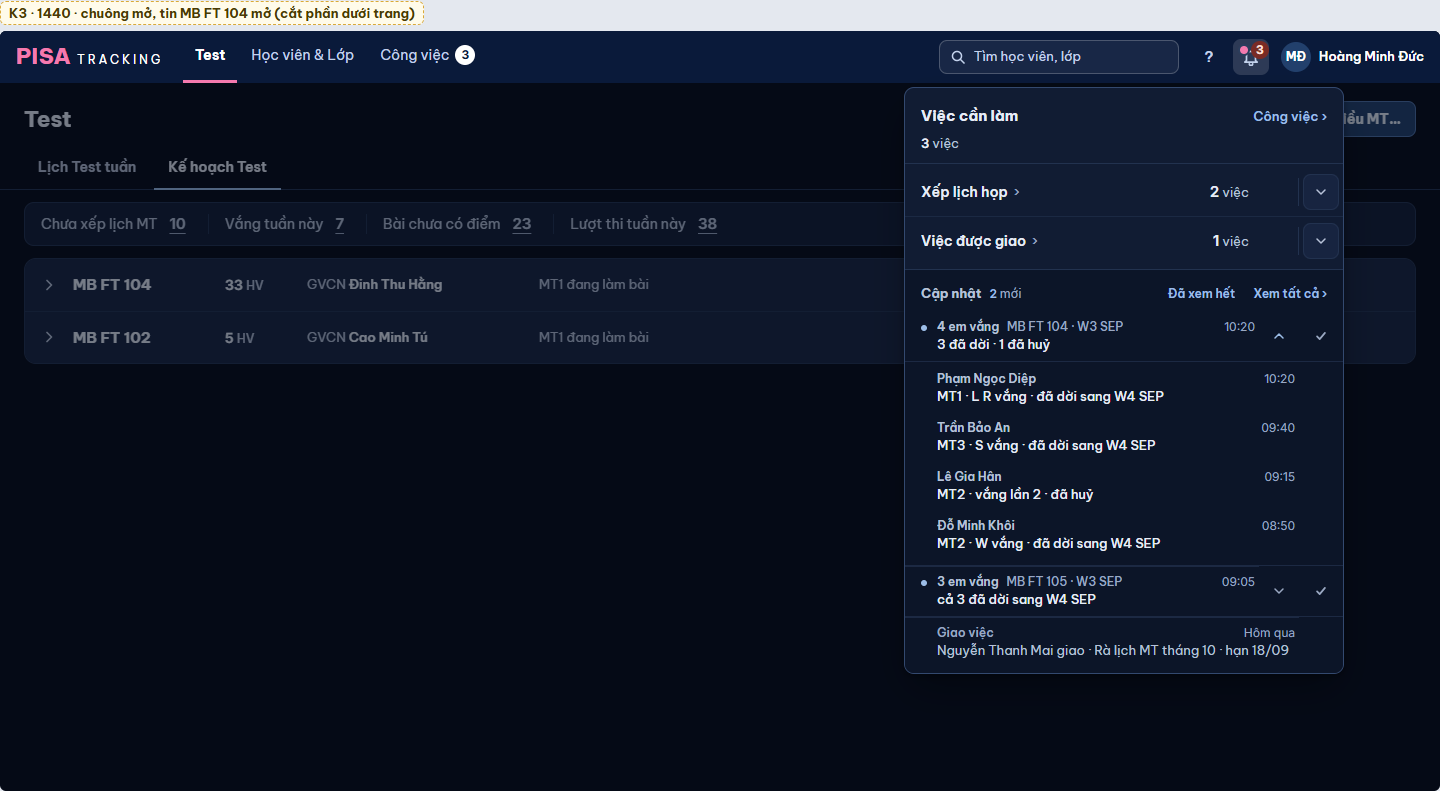 K3 · 1440 · chuông mở, tin MB FT 104 mở (cắt phần dưới trang)
PISA TRACKING
Test
Học viên & Lớp
Công việc 3
Tìm học viên, lớp
?
3
MĐ
Hoàng Minh Đức
Test
Lịch Test tuần
Kế hoạch Test
Chưa xếp lịch MT 10
Vắng tuần này 7
Bài chưa có điểm 23
Lượt thi tuần này 38
MB FT 104 33 HV GVCN Đinh Thu Hằng MT1 đang làm bài
MB FT 102 5 HV GVCN Cao Minh Tú MT1 đang làm bài
MT...
Việc cần làm
Công việc ›
3 việc
Xếp lịch họp › 2 việc
Việc được giao › 1 việc
Cập nhật 2 mới
Đã xem hết
Xem tất cả ›
4 em vắng MB FT 104 · W3 SEP 10:20
3 đã dời · 1 đã huỷ
Phạm Ngọc Diệp 10:20
MT1 · L R vắng · đã dời sang W4 SEP
Trần Bảo An 09:40
MT3 · S vắng · đã dời sang W4 SEP
Lê Gia Hân 09:15
MT2 · vắng lần 2 · đã huỷ
Đỗ Minh Khôi 08:50
MT2 · W vắng · đã dời sang W4 SEP
3 em vắng MB FT 105 · W3 SEP 09:05
cả 3 đã dời sang W4 SEP
Giao việc Hôm qua
Nguyễn Thanh Mai giao · Rà lịch MT tháng 10 · hạn 18/09